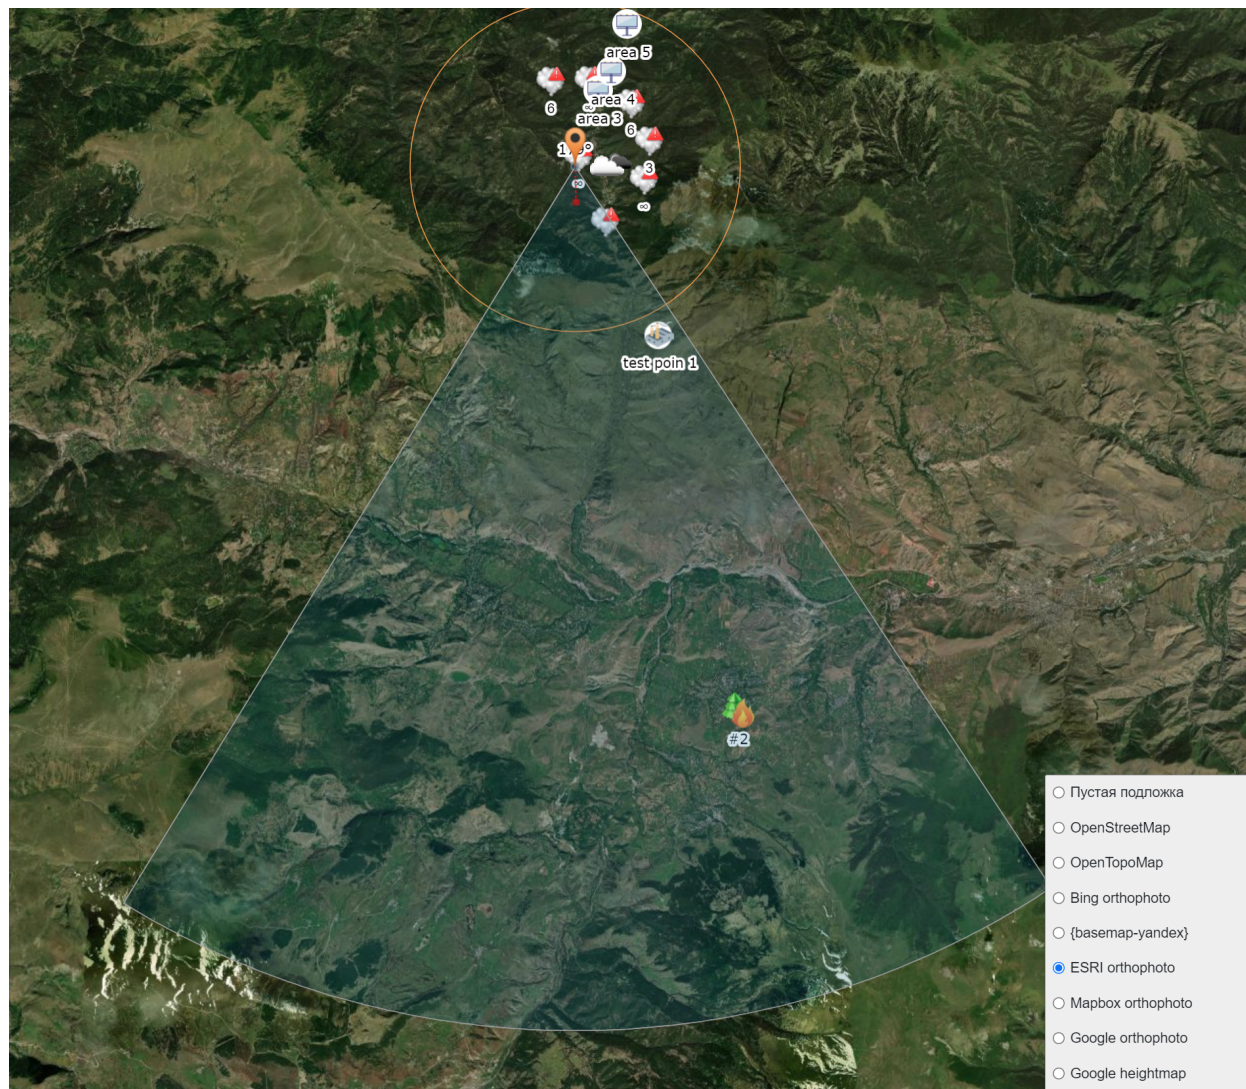 area 5
6
∞
area 4
area 3
6
179°
3
∞
∞
test poin 1
#2
Пустая подложка
OpenStreetMap
OpenTopoMap
Bing orthophoto
{basemap-yandex}
ESRI orthophoto
Mapbox orthophoto
Google orthophoto
Google heightmap